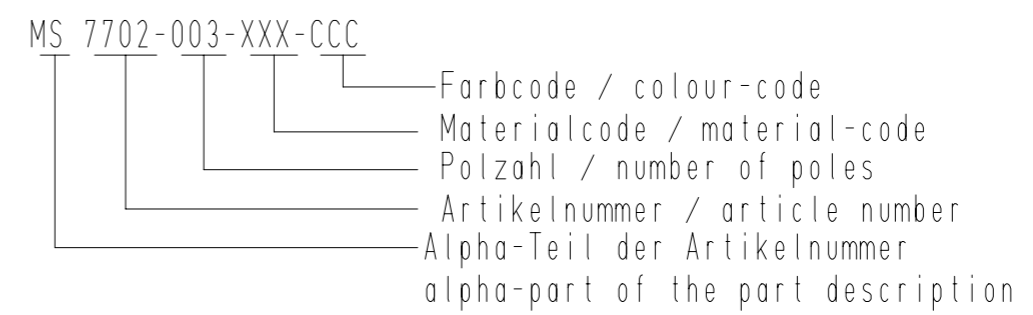 MS 7702-003-XXX-CCC
Farbcode / colour-code
Materialcode / material-code
Polzahl / number of poles
Artikelnummer / article number
Alpha-Teil der Artikelnummer
alpha-part of the part description